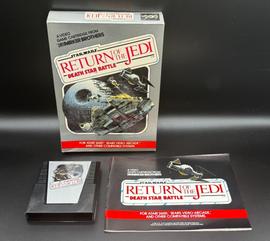 A VIDEO
GAME CARTRIDGE FROM
PARKER BROTHERS
STAR WARS
RETURN OF THE JEDI
DEATH STAR BATTLE
FOR ATARI 2600, SEARS VIDEO ARCADE
AND OTHER COMPATIBLE SYSTEMS
STAR WARS
RETURN OF THE JEDI
DEATH STAR BATTLE
FOR ATARI 2600, SEARS VIDEO ARCADE
AND OTHER COMPATIBLE SYSTEMS